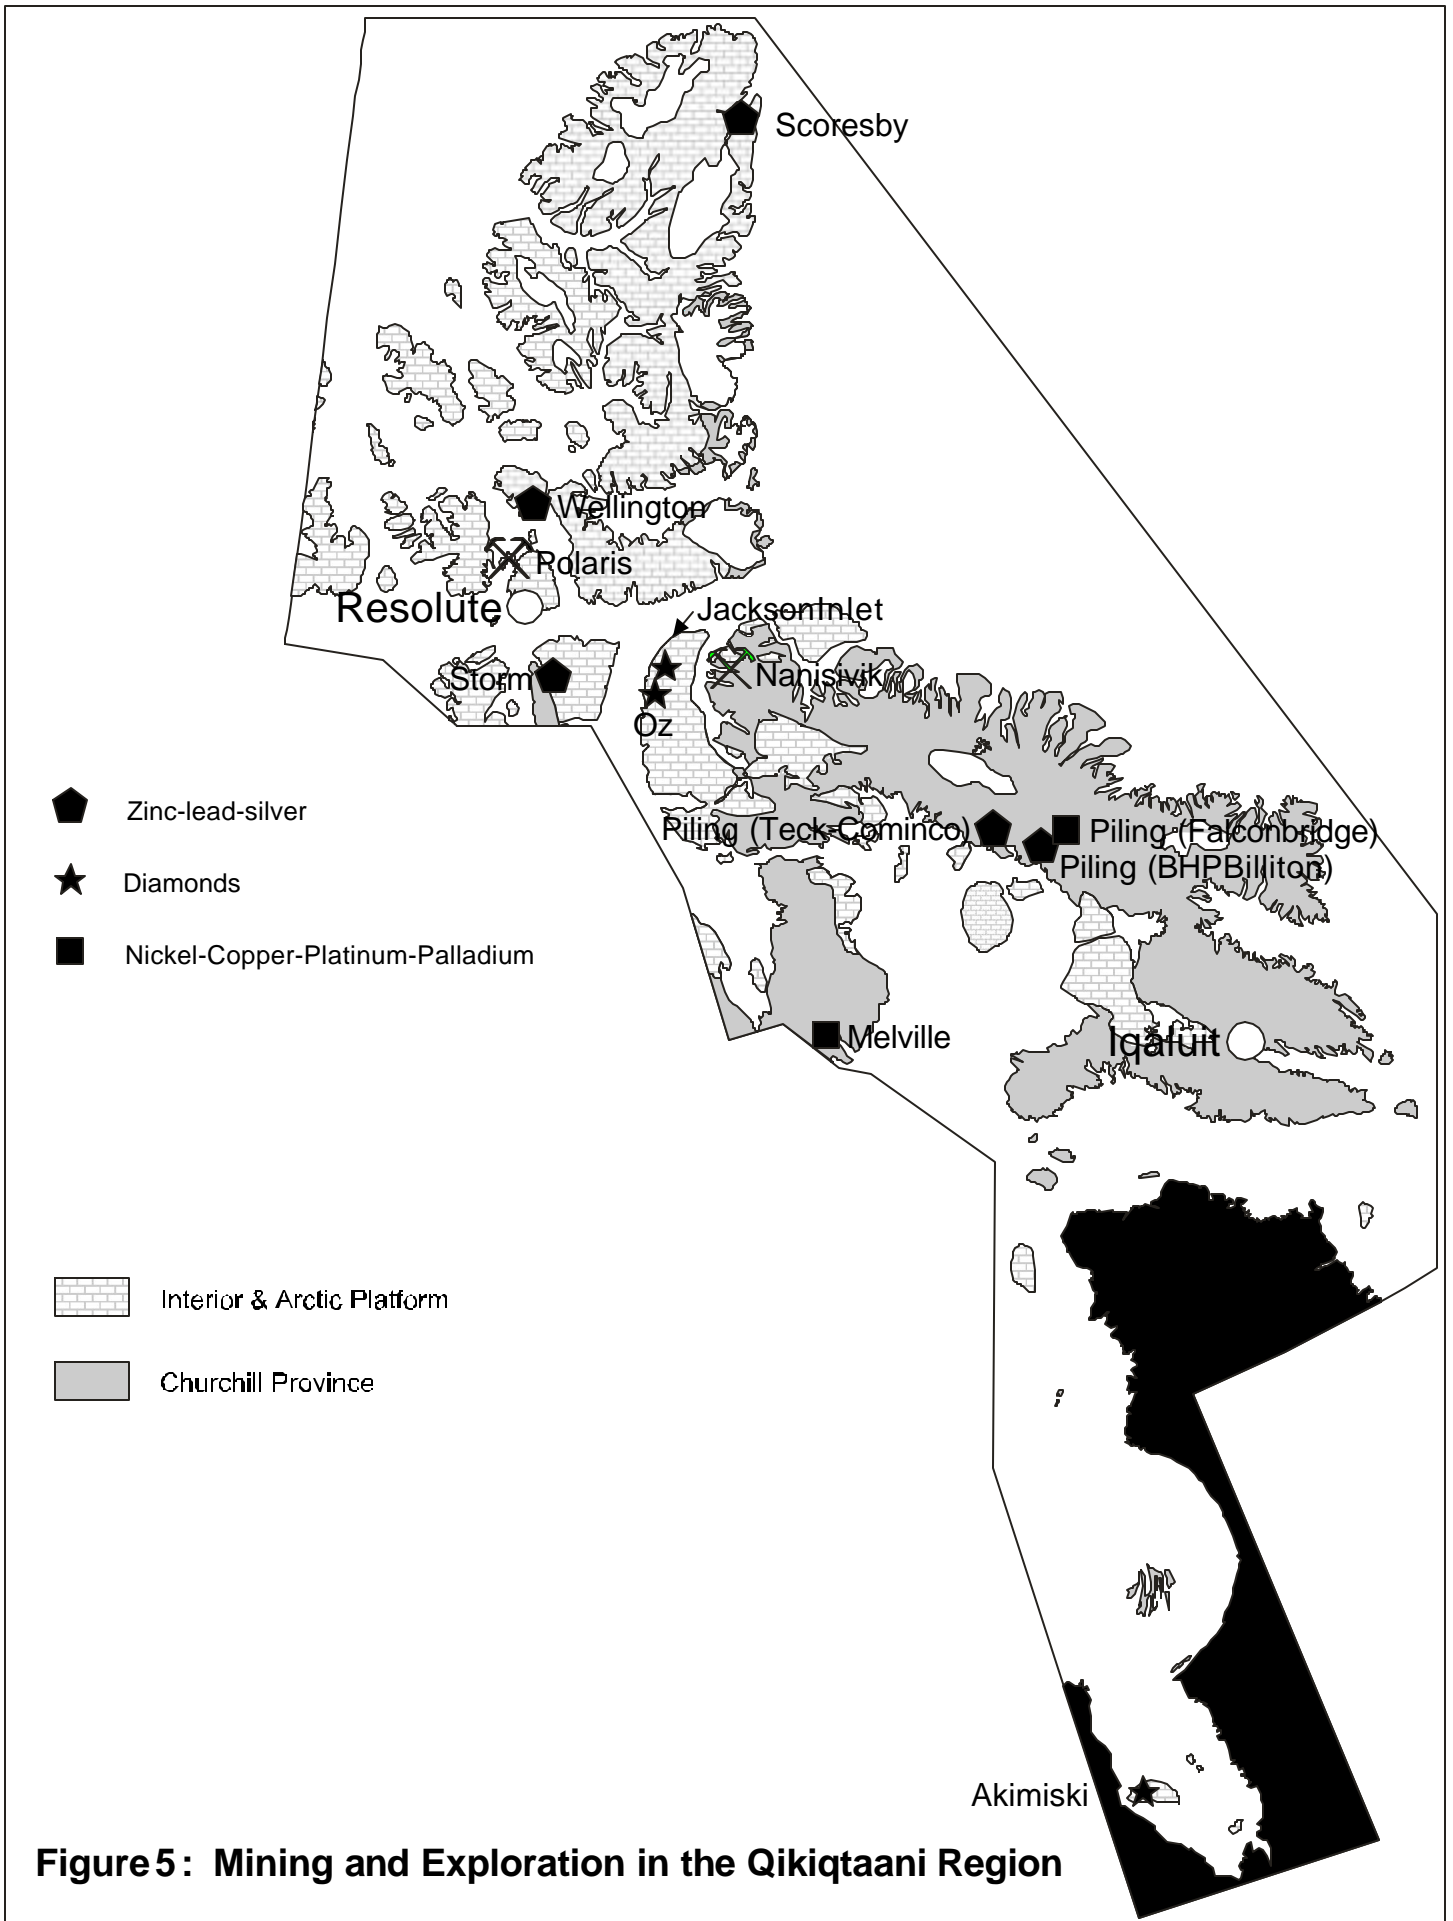 Scoresby
Wellington
Polaris
Resolute
JacksonInlet
Nanisivik
Storm
Oz
Zinc-lead-silver
Piling (Teck-Cominco)
Piling (Falconbridge)
Piling (BHPBilliton)
Diamonds
Nickel-Copper-Platinum-Palladium
Melville
Iqaluit
Interior & Arctic Platform
Churchill Province
Akimiski
Figure 5: Mining and Exploration in the Qikiqtaani Region